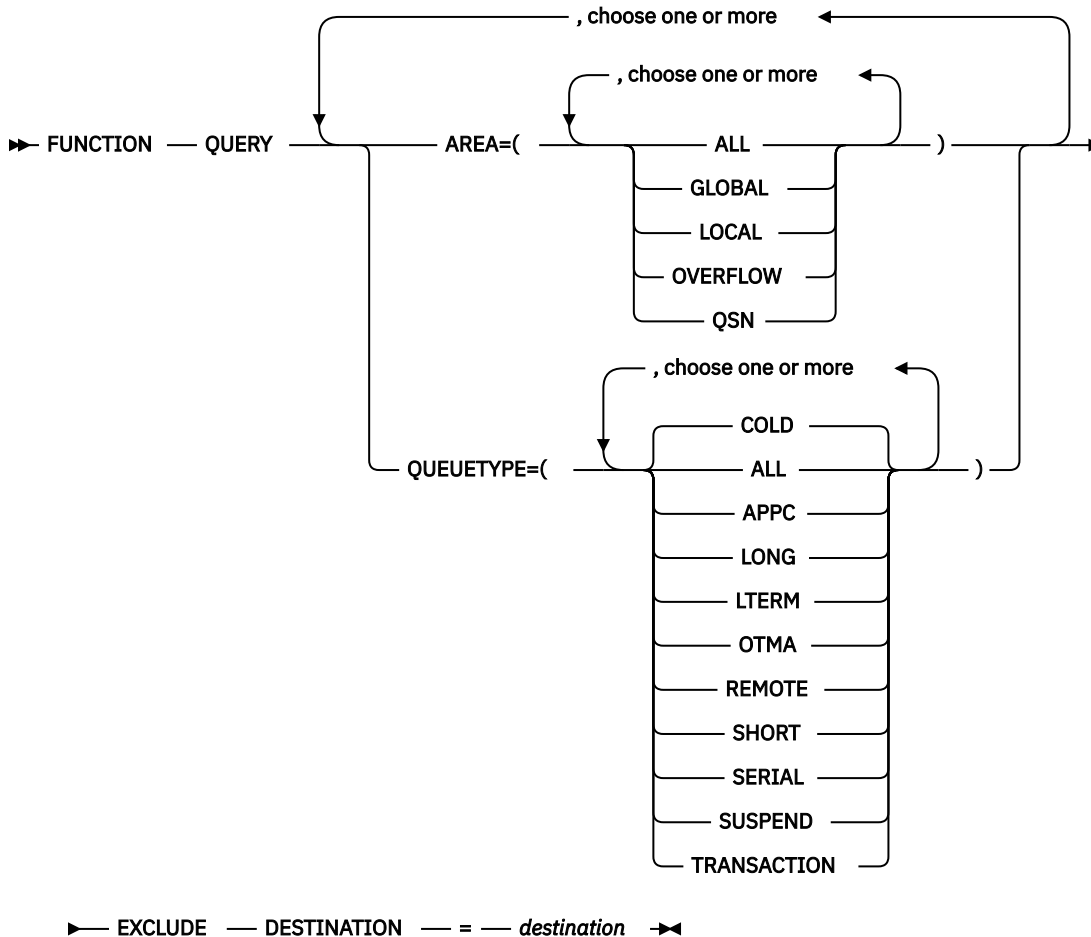 , choose one or more
, choose one or more
FUNCTION QUERY AREA=( ALL )
GLOBAL
LOCAL
OVERFLOW
QSN
, choose one or more
COLD
QUEUETYPE=( ALL )
APPC
LONG
LTERM
OTMA
REMOTE
SHORT
SERIAL
SUSPEND
TRANSACTION
EXCLUDE DESTINATION = destination